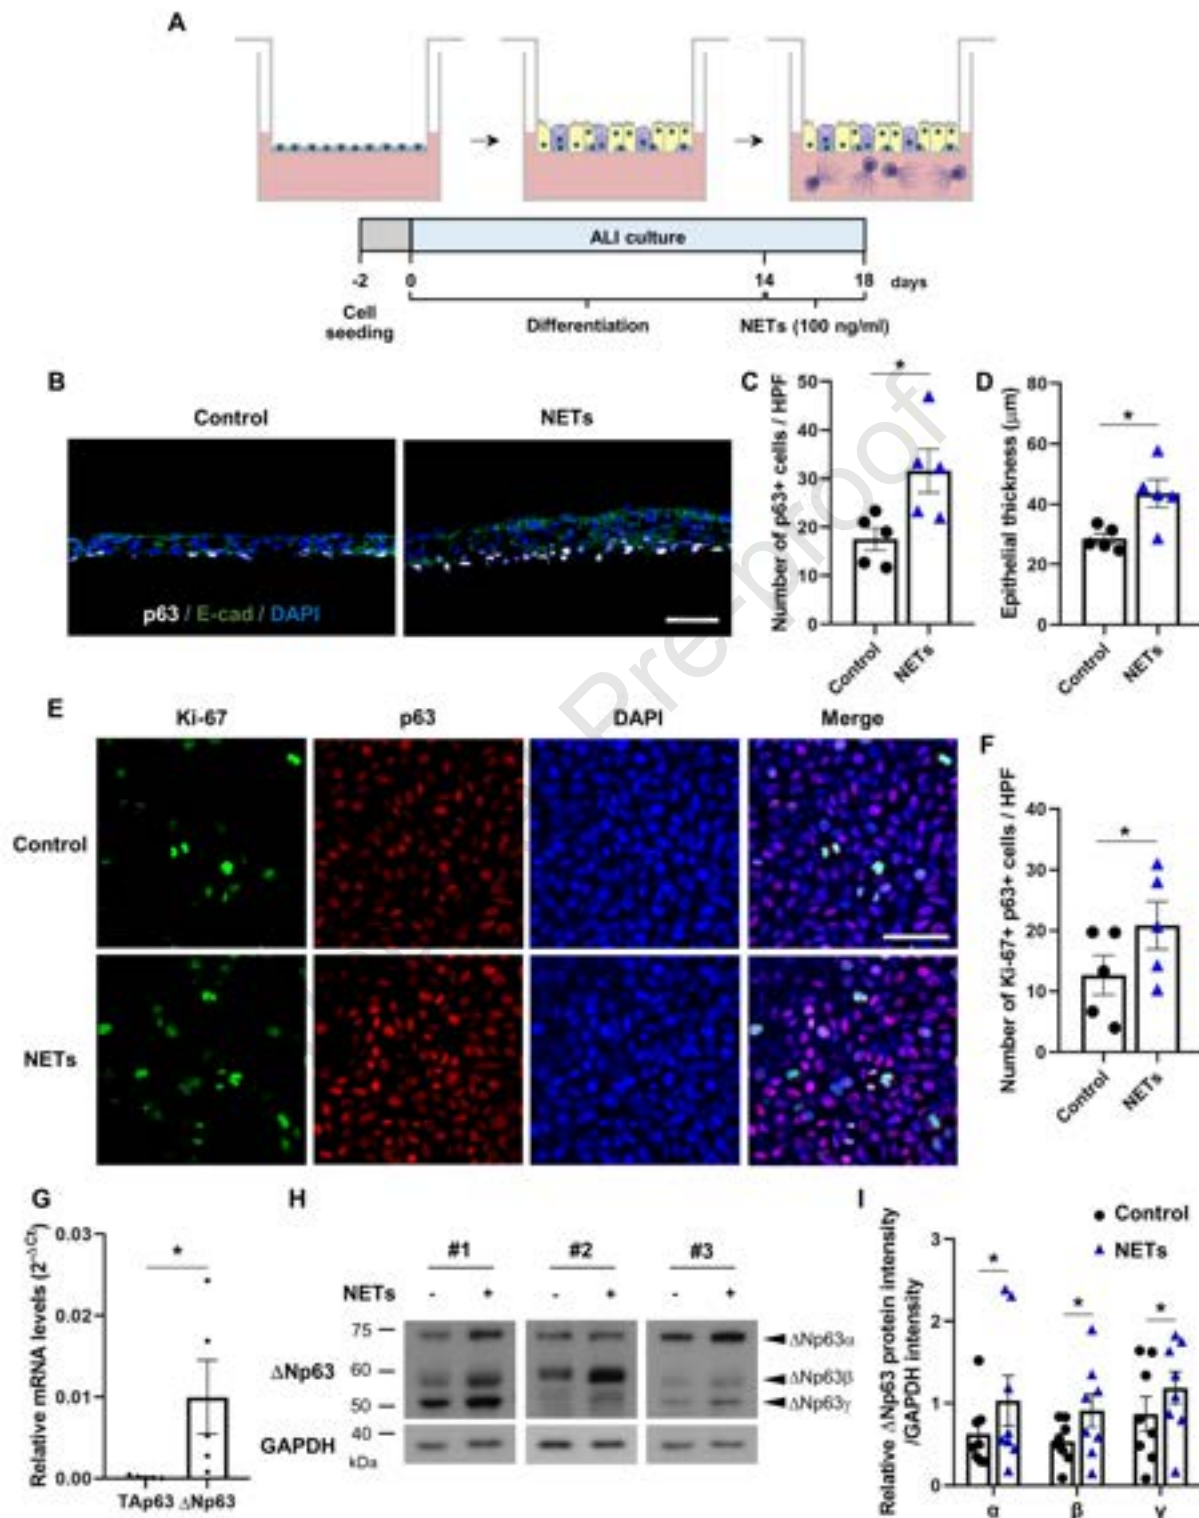 A
ALI culture
-2 0 14 18 days
Cell
seeding
Differentiation
NETs (100 ng/ml)
B
Control
NETs
p63 / E-cad / DAPI
C
Number of p63+ cells / HPF
50
40
30
20
10
0
Control
NETs
*
D
Epithelial thickness (μm)
80
60
40
20
0
Control
NETs
*
Pre-proof
E
Ki-67
p63
DAPI
Merge
Control
NETs
F
Number of Ki-67+ p63+ cells / HPF
40
30
20
10
0
Control
NETs
*
G
Relative mRNA levels (2^-ΔCt)
0.03
0.02
0.01
0.00
TAp63 ΔNp63
*
H
#1 #2 #3
NETs - + - + - +
ΔNp63
75
60
50
40
kDa
GAPDH
ΔNp63α
ΔNp63β
ΔNp63γ
I
Control
NETs
Relative ΔNp63 protein intensity
/GAPDH intensity
3
2
1
0
* * *
α β γ